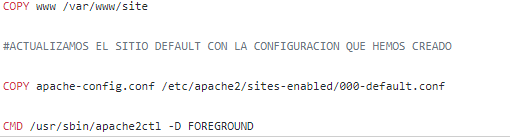 COPY www /var/www/site
#ACTUALIZAMOS EL SITIO DEFAULT CON LA CONFIGURACION QUE HEMOS CREADO
COPY apache-config.conf /etc/apache2/sites-enabled/000-default.conf
CMD /usr/sbin/apache2ctl -D FOREGROUND